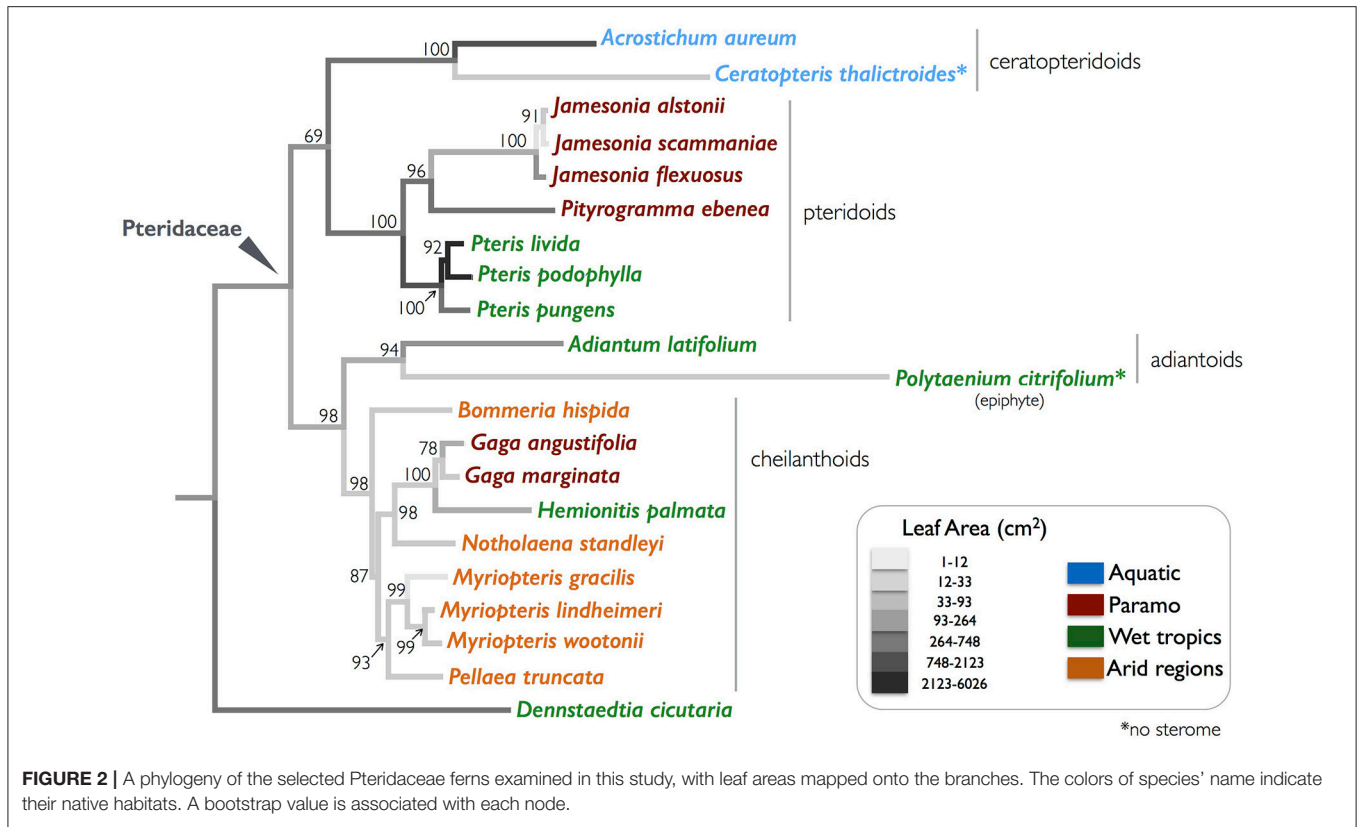 100
Acrostichum aureum
Ceratopteris thalictroides*
ceratopteridoids
69
91
Jamesonia alstonii
100
Jamesonia scammaniae
Jamesonia flexuosus
96
Pityrogramma ebenea
pteridoids
100
Pteridaceae
92
Pteris livida
Pteris podophylla
100
Pteris pungens
94
Adiantum latifolium
adiantoids
Polytaenium citrifolium*
(epiphyte)
98
Bommeria hispida
78
Gaga angustifolia
cheilanthoids
98
100
Gaga marginata
98
Hemionitis palmata
Notholaena standleyi
87
99
Myriopteris gracilis
Myriopteris lindheimeri
99
Myriopteris wootonii
93
Pellaea truncata
Dennstaedtia cicutaria
Leaf Area (cm²)
1-12
12-33
33-93
93-264
264-748
748-2123
2123-6026
Aquatic
Paramo
Wet tropics
Arid regions
*no sterome
FIGURE 2 | A phylogeny of the selected Pteridaceae ferns examined in this study, with leaf areas mapped onto the branches. The colors of species' name indicate
their native habitats. A bootstrap value is associated with each node.